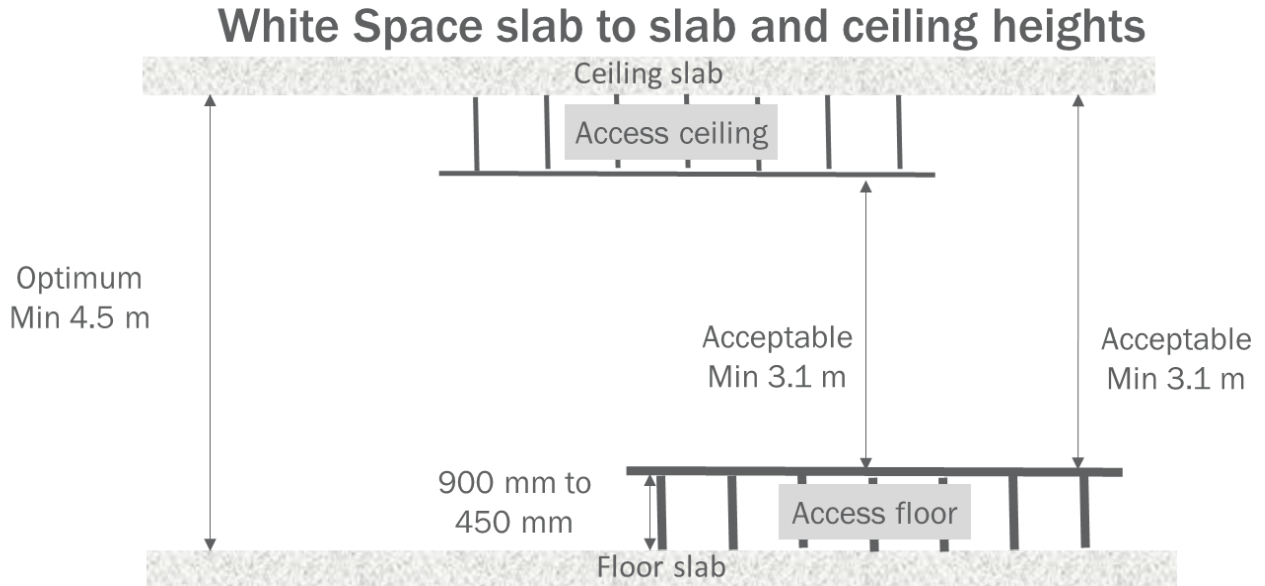 White Space slab to slab and ceiling heights
Ceiling slab
Access ceiling
Optimum
Min 4.5 m
Acceptable
Min 3.1 m
Acceptable
Min 3.1 m
900 mm to
450 mm
Access floor
Floor slab